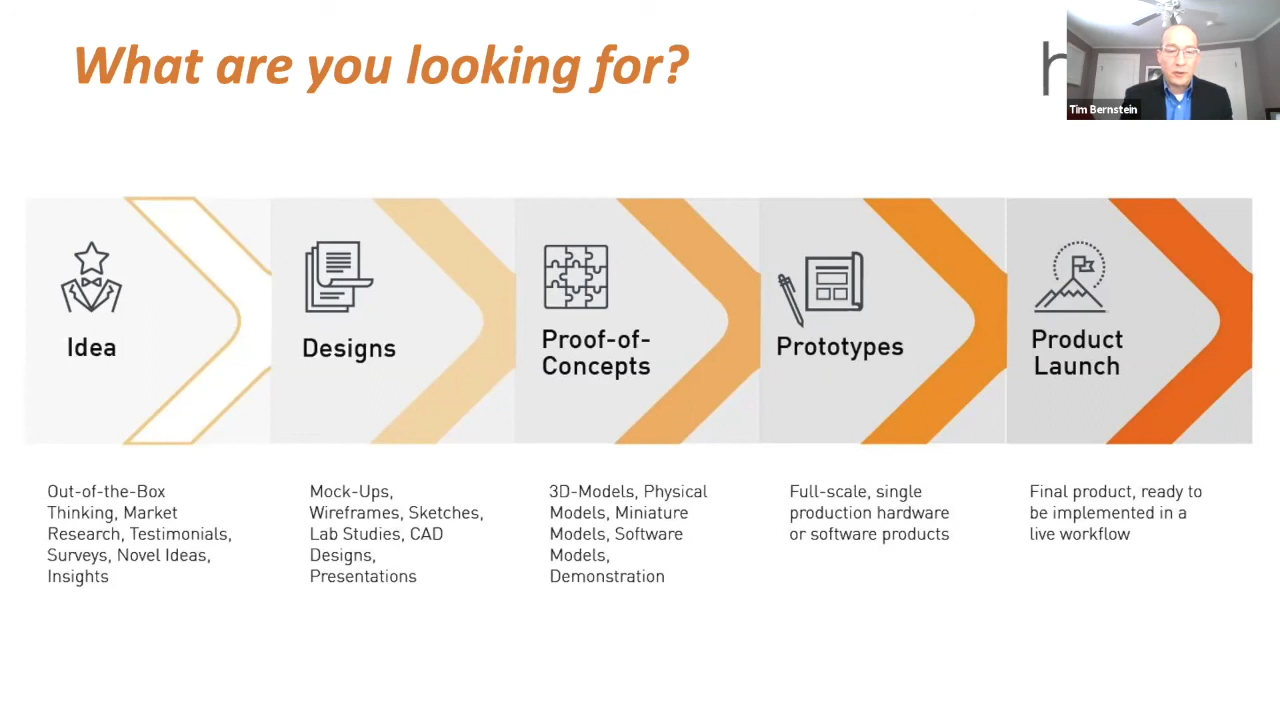 What are you looking for?
h
Tim Bernstein
Idea
Designs
Proof-of-
Concepts
Prototypes
Product
Launch
Out-of-the-Box
Thinking, Market
Research, Testimonials,
Surveys, Novel Ideas,
Insights
Mock-Ups,
Wireframes, Sketches,
Lab Studies, CAD
Designs,
Presentations
3D-Models, Physical
Models, Miniature
Models, Software
Models,
Demonstration
Full-scale, single
production hardware
or software products
Final product, ready to
be implemented in a
live workflow